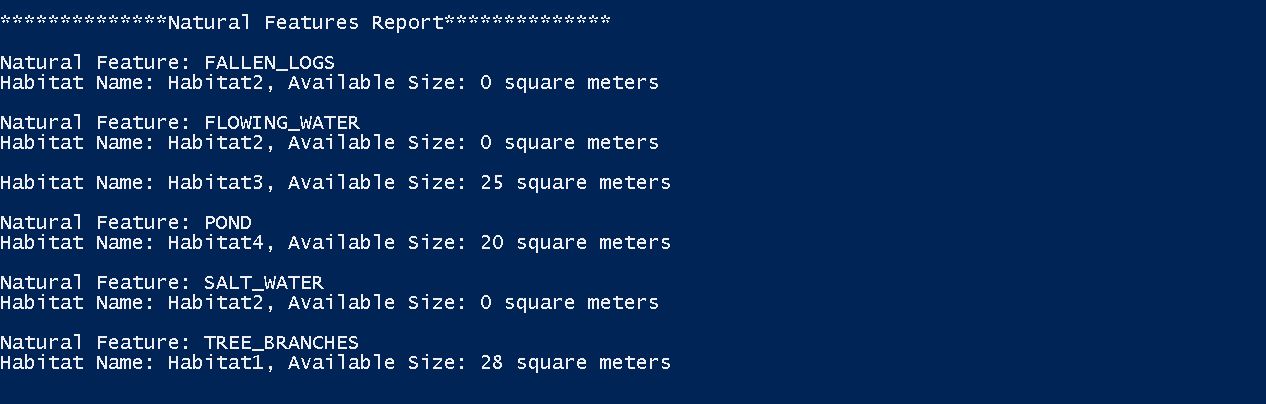 **************Natural Features Report**************
Natural Feature: FALLEN_LOGS
Habitat Name: Habitat2, Available Size: 0 square meters
Natural Feature: FLOWING_WATER
Habitat Name: Habitat2, Available Size: 0 square meters
Habitat Name: Habitat3, Available Size: 25 square meters
Natural Feature: POND
Habitat Name: Habitat4, Available Size: 20 square meters
Natural Feature: SALT_WATER
Habitat Name: Habitat2, Available Size: 0 square meters
Natural Feature: TREE_BRANCHES
Habitat Name: Habitat1, Available Size: 28 square meters